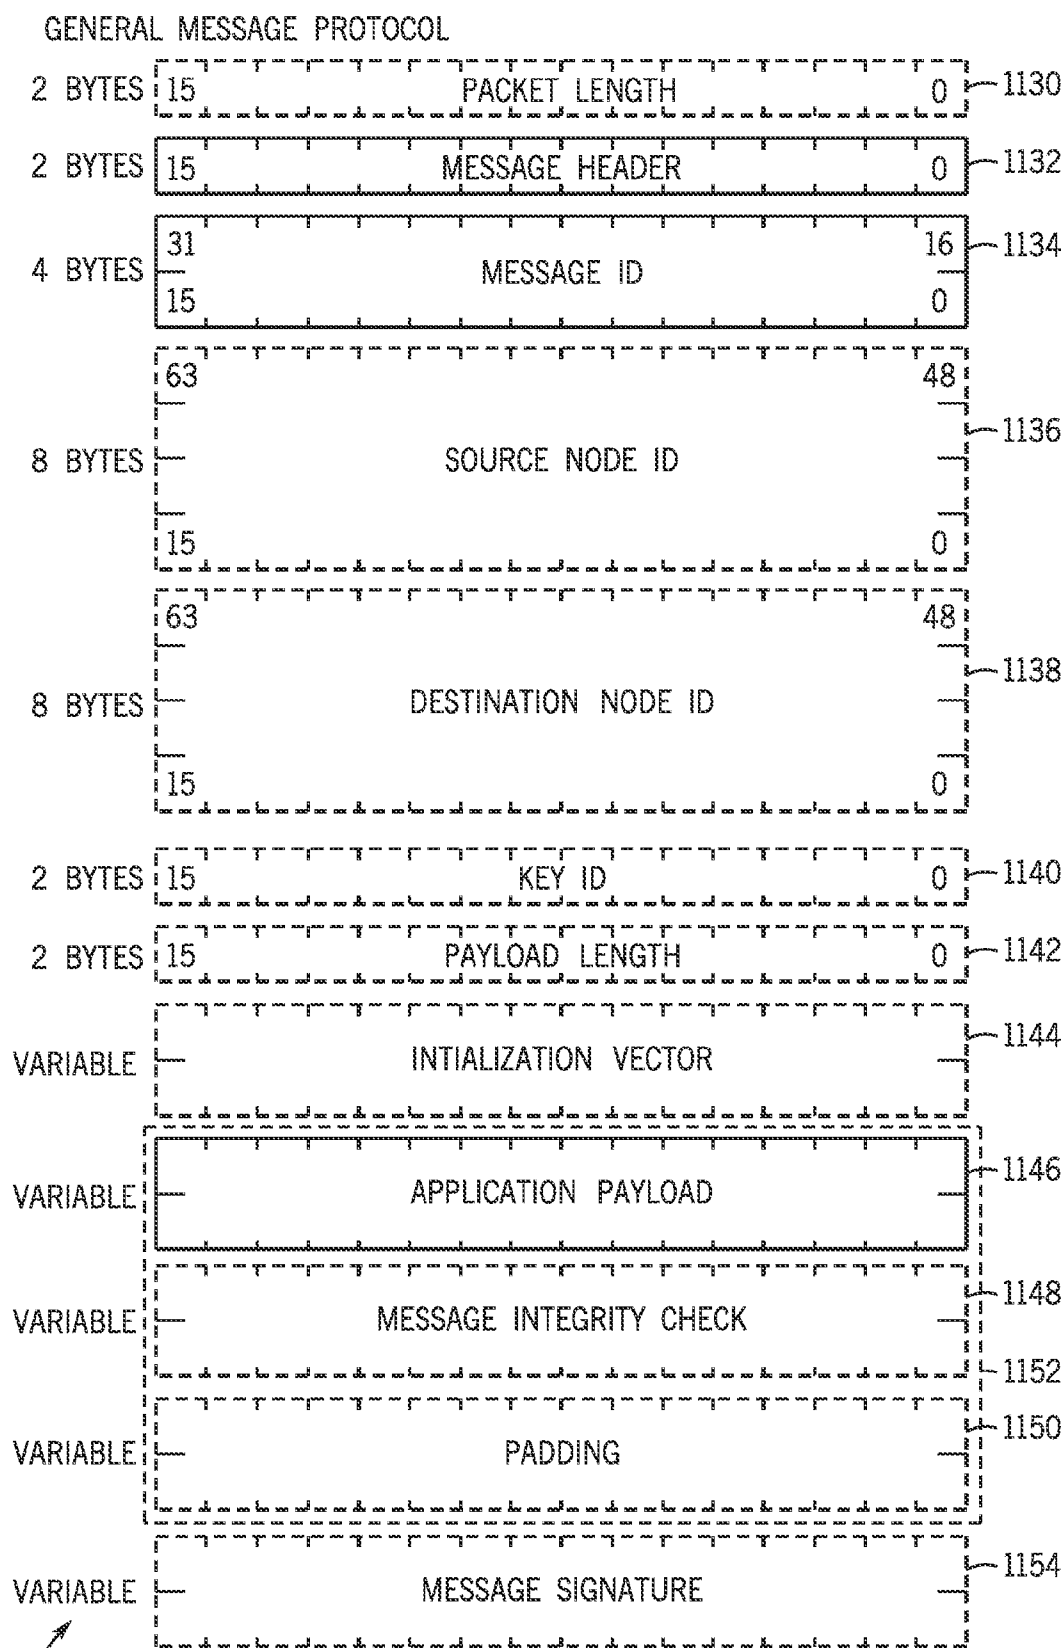 GENERAL MESSAGE PROTOCOL
2 BYTES 15 PACKET LENGTH 0 1130
2 BYTES 15 MESSAGE HEADER 0 1132
31 16 1134
4 BYTES MESSAGE ID
15 0
63 48
1136
8 BYTES SOURCE NODE ID
15 0
63 48
1138
8 BYTES DESTINATION NODE ID
15 0
2 BYTES 15 KEY ID 0 1140
2 BYTES 15 PAYLOAD LENGTH 0 1142
1144
VARIABLE INTIALIZATION VECTOR
1146
VARIABLE APPLICATION PAYLOAD
1148
VARIABLE MESSAGE INTEGRITY CHECK
1152
1150
VARIABLE PADDING
1154
VARIABLE MESSAGE SIGNATURE